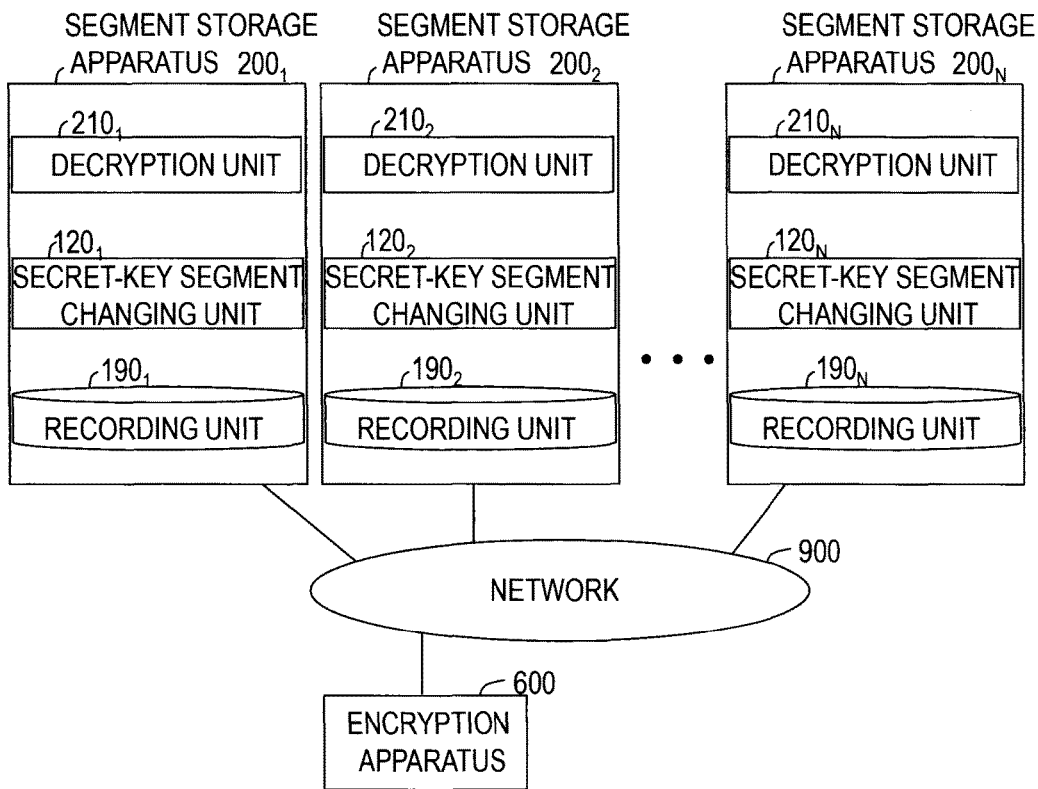 SEGMENT STORAGE
APPARATUS 200₁
SEGMENT STORAGE
APPARATUS 200₂
SEGMENT STORAGE
APPARATUS 200N
210₁
DECRYPTION UNIT
210₂
DECRYPTION UNIT
210N
DECRYPTION UNIT
120₁
SECRET-KEY SEGMENT
CHANGING UNIT
120₂
SECRET-KEY SEGMENT
CHANGING UNIT
120N
SECRET-KEY SEGMENT
CHANGING UNIT
190₁
RECORDING UNIT
190₂
RECORDING UNIT
190N
RECORDING UNIT
900
NETWORK
600
ENCRYPTION
APPARATUS